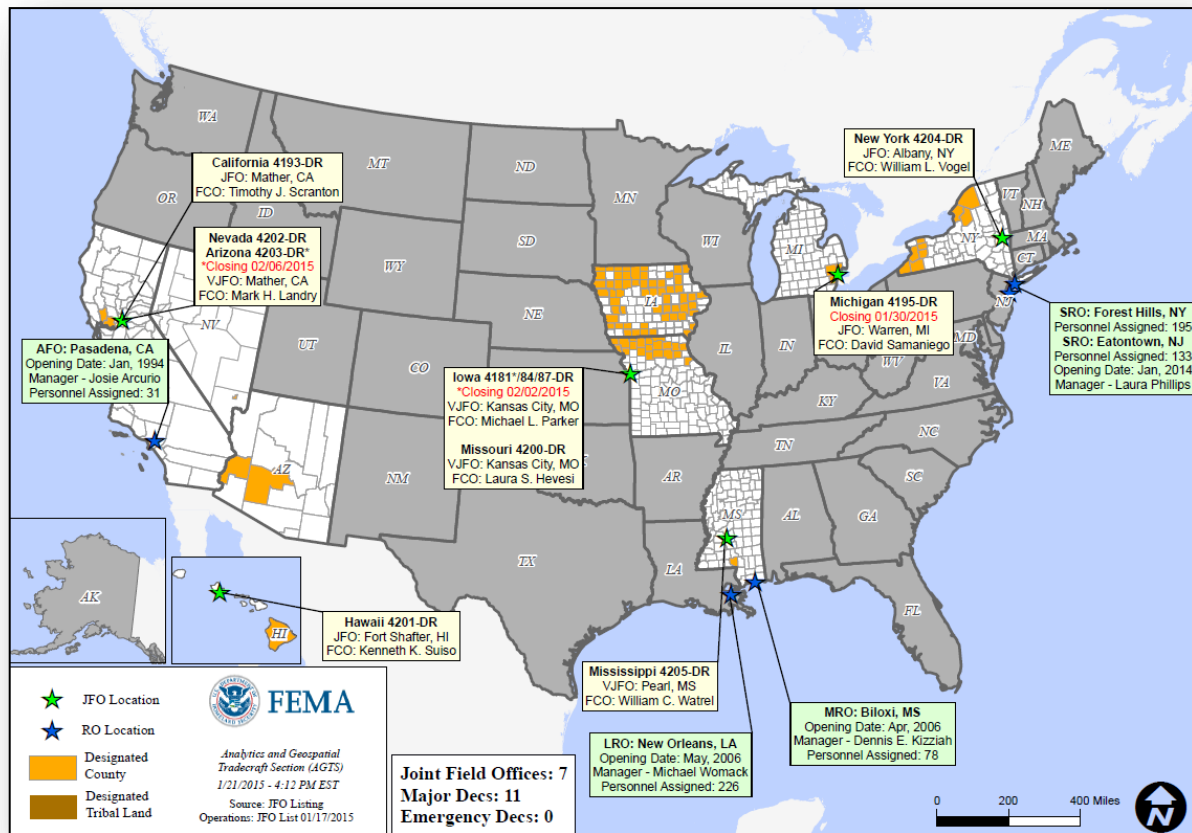 WA
OR
ID
MT
ND
MN
SD
WY
NE
WI
MI
ME
VT
NH
NY
MA
CT
NJ
MD
WV
VA
KY
NC
TN
SC
GA
AL
MS
LA
AR
MO
IA
IL
IN
NV
UT
CO
AZ
NM
TX
FL
AK
HI
California 4193-DR
JFO: Mather, CA
FCO: Timothy J. Scranton
Nevada 4202-DR
Arizona 4203-DR*
*Closing 02/06/2015
VJFO: Mather, CA
FCO: Mark H. Landry
AFO: Pasadena, CA
Opening Date: Jan, 1994
Manager - Josie Arcurio
Personnel Assigned: 31
Iowa 4181*/84/87-DR
*Closing 02/02/2015
VJFO: Kansas City, MO
FCO: Michael L. Parker
Missouri 4200-DR
VJFO: Kansas City, MO
FCO: Laura S. Hevesi
New York 4204-DR
JFO: Albany, NY
FCO: William L. Vogel
Michigan 4195-DR
Closing 01/30/2015
JFO: Warren, MI
FCO: David Samaniego
SRO: Forest Hills, NY
Personnel Assigned: 195
SRO: Eatontown, NJ
Personnel Assigned: 133
Opening Date: Jan, 2014
Manager - Laura Phillips
Hawaii 4201-DR
JFO: Fort Shafter, HI
FCO: Kenneth K. Suiso
Mississippi 4205-DR
VJFO: Pearl, MS
FCO: William C. Watrel
LRO: New Orleans, LA
Opening Date: May, 2006
Manager - Michael Womack
Personnel Assigned: 226
MRO: Biloxi, MS
Opening Date: Apr, 2006
Manager - Dennis E. Kizziah
Personnel Assigned: 78
JFO Location
RO Location
Designated
County
Designated
Tribal Land
FEMA
Analytics and Geospatial
Tradecraft Section (AGTS)
1/21/2015 - 4:12 PM EST
Source: JFO Listing
Operations: JFO List 01/17/2015
Joint Field Offices: 7
Major Decs: 11
Emergency Decs: 0
0 200 400 Miles
N